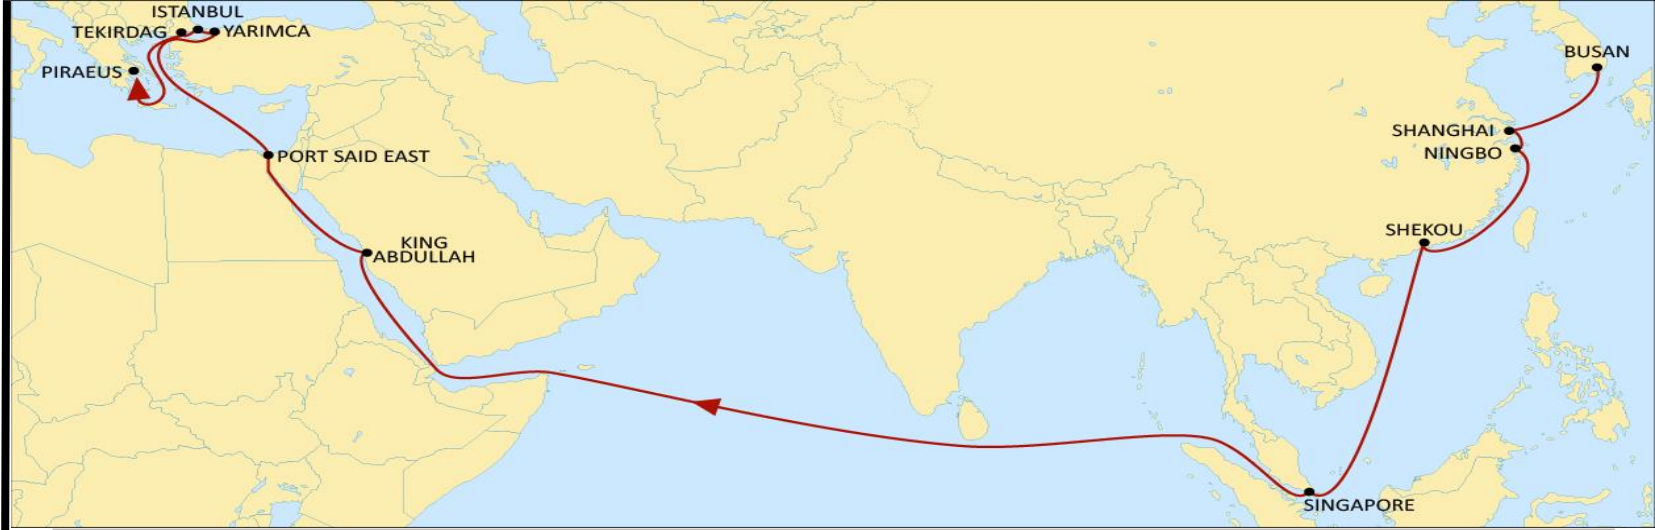 ISTANBUL
TEKIRDAG
YARIMCA
PIRAEUS
PORT SAID EAST
KING
ABDULLAH
BUSAN
SHANGHAI
NINGBO
SHEKOU
SINGAPORE